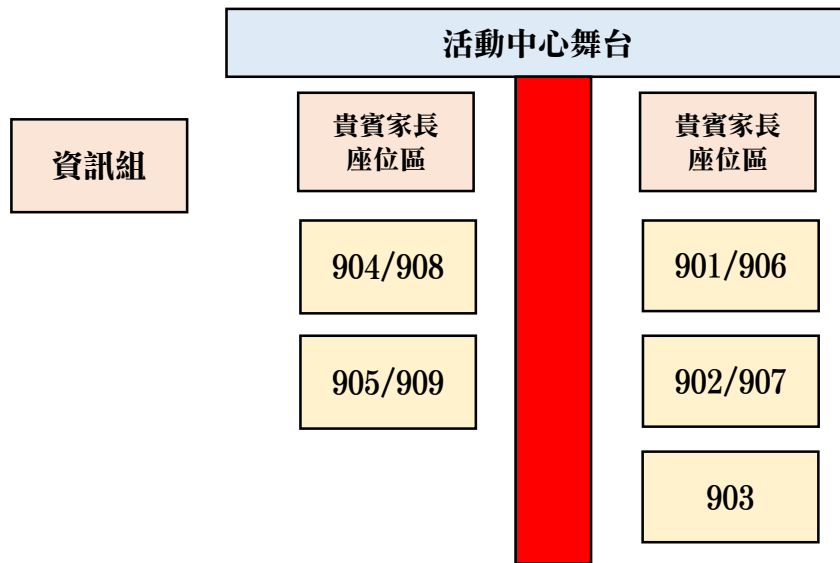 活動中心舞台
貴賓家長
座位區
貴賓家長
座位區
資訊組
904/908
901/906
905/909
902/907
903